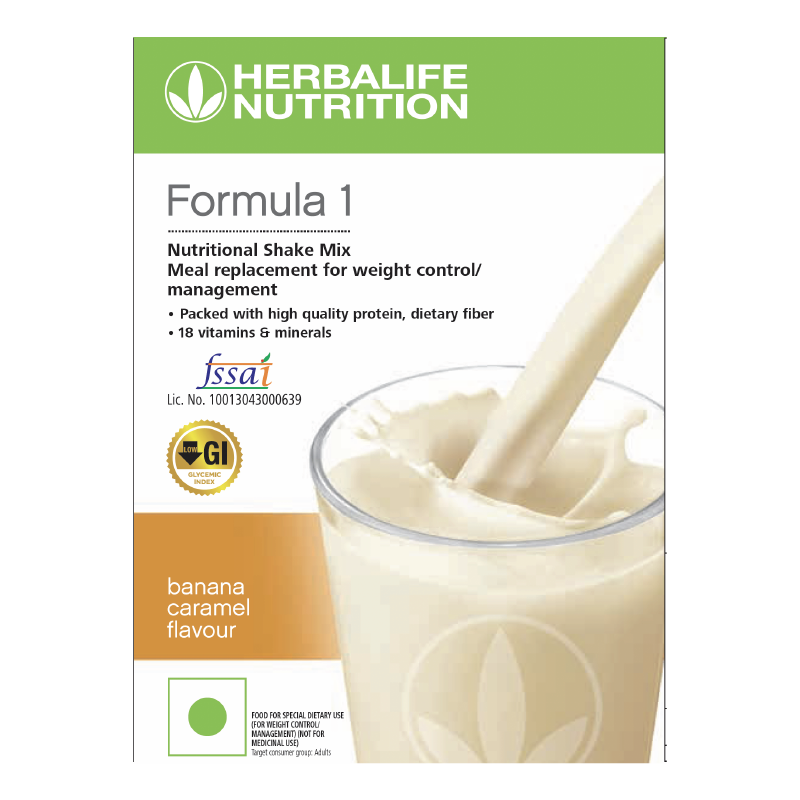 HERBALIFE
NUTRITION
Formula 1
Nutritional Shake Mix
Meal replacement for weight control/
management
• Packed with high quality protein, dietary fiber
• 18 vitamins & minerals
fssai
Lic. No. 10013043000639
LOW GI
GLYCEMIC
INDEX
banana
caramel
flavour
FOOD FOR SPECIAL DIETARY USE
(FOR WEIGHT CONTROL/
MANAGEMENT) (NOT FOR
MEDICINAL USE)
Target consumer group: Adults